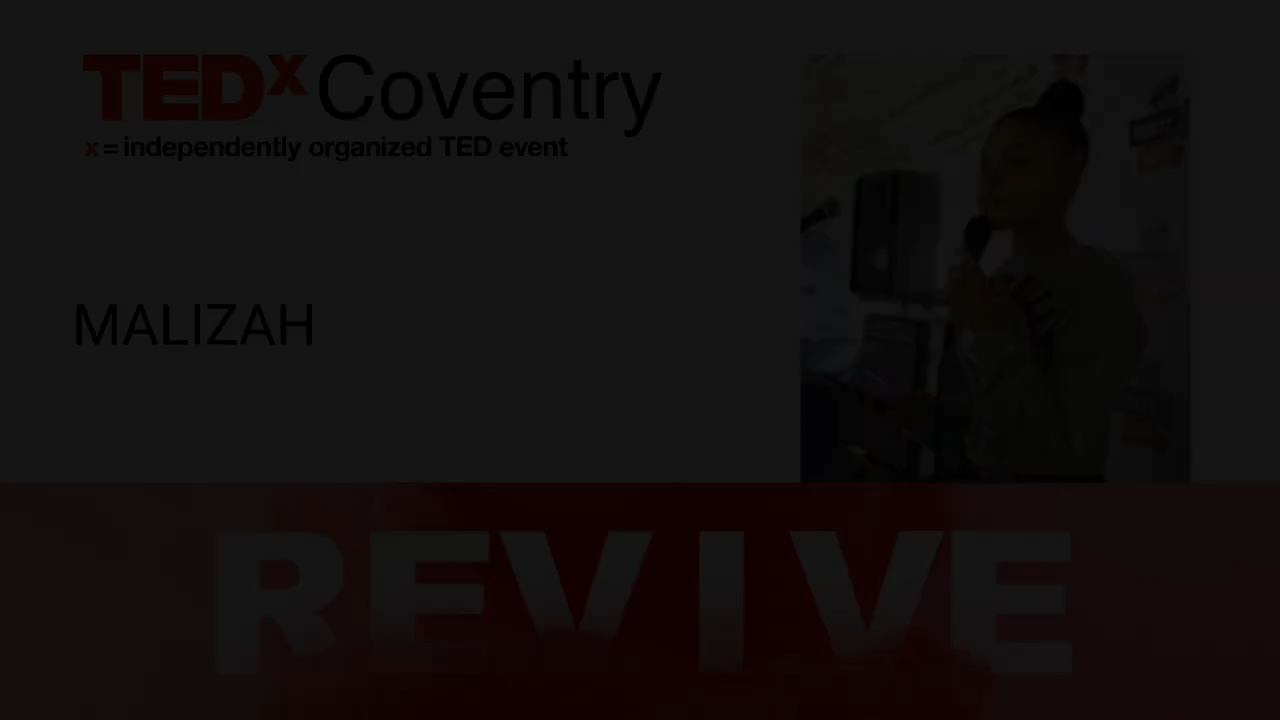 TEDxCoventry
x = independently organized TED event
MALIZAH
REVIVE